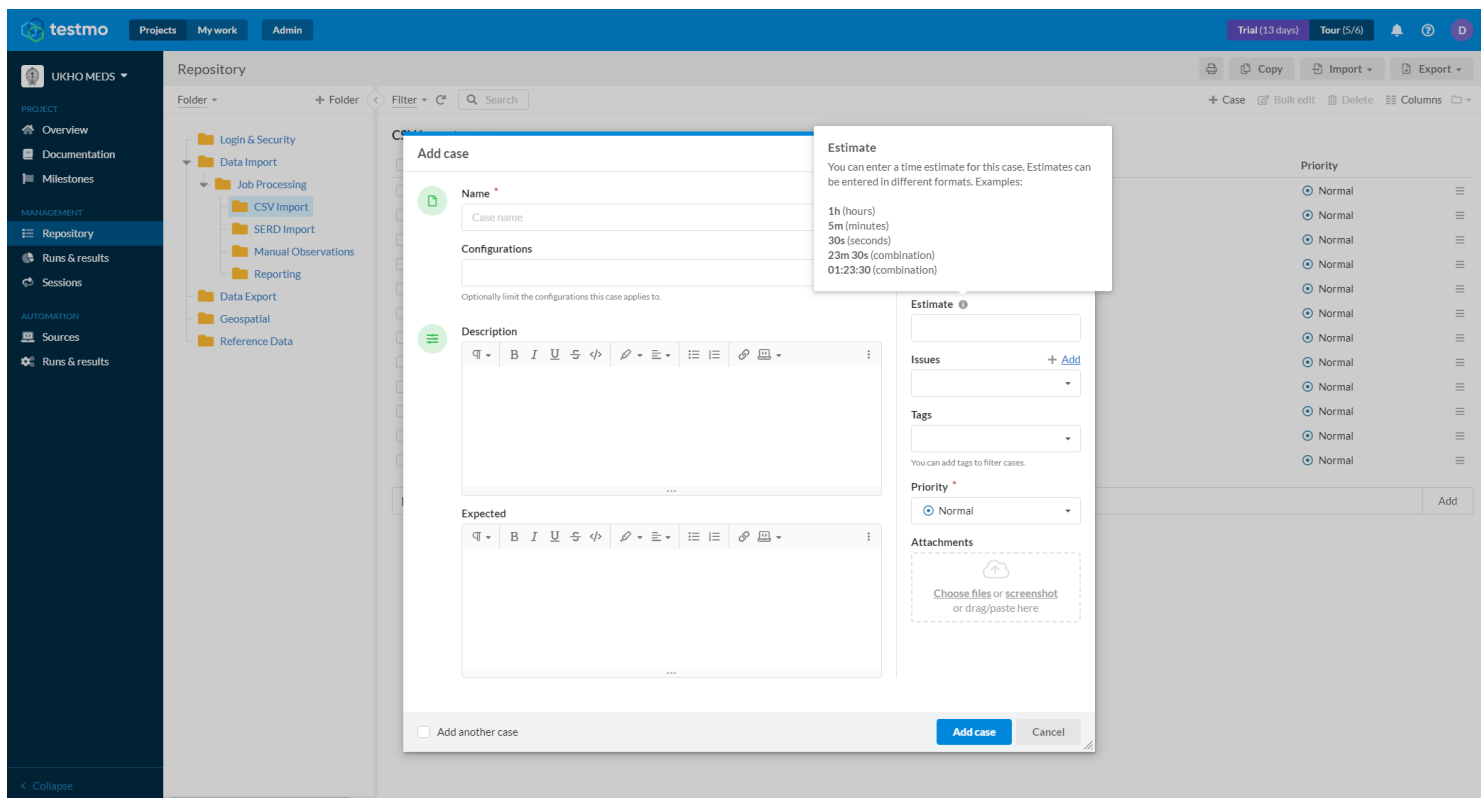 testmo
Projects
My work
Admin
Trial (13 days)
Tour (5/6)
D
UKHO MEDS
PROJECT
Overview
Documentation
Milestones
MANAGEMENT
Repository
Runs & results
Sessions
AUTOMATION
Sources
Runs & results
< Collapse
Repository
Copy
Import
Export
Folder
+ Folder
Filter
Search
+ Case
Bulk edit
Delete
Columns
Login & Security
Data Import
Job Processing
CSV Import
SERD Import
Manual Observations
Reporting
Data Export
Geospatial
Reference Data
Priority
Normal
Normal
Normal
Normal
Normal
Normal
Normal
Normal
Normal
Normal
Normal
Normal
Add
Add case
Name *
Case name
Configurations
Optionally limit the configurations this case applies to.
Description
Expected
Estimate
You can enter a time estimate for this case. Estimates can
be entered in different formats. Examples:
1h (hours)
5m (minutes)
30s (seconds)
23m 30s (combination)
01:23:30 (combination)
Estimate
Issues
+ Add
Tags
You can add tags to filter cases.
Priority *
Normal
Attachments
Choose files or screenshot
or drag/paste here
Add another case
Add case
Cancel